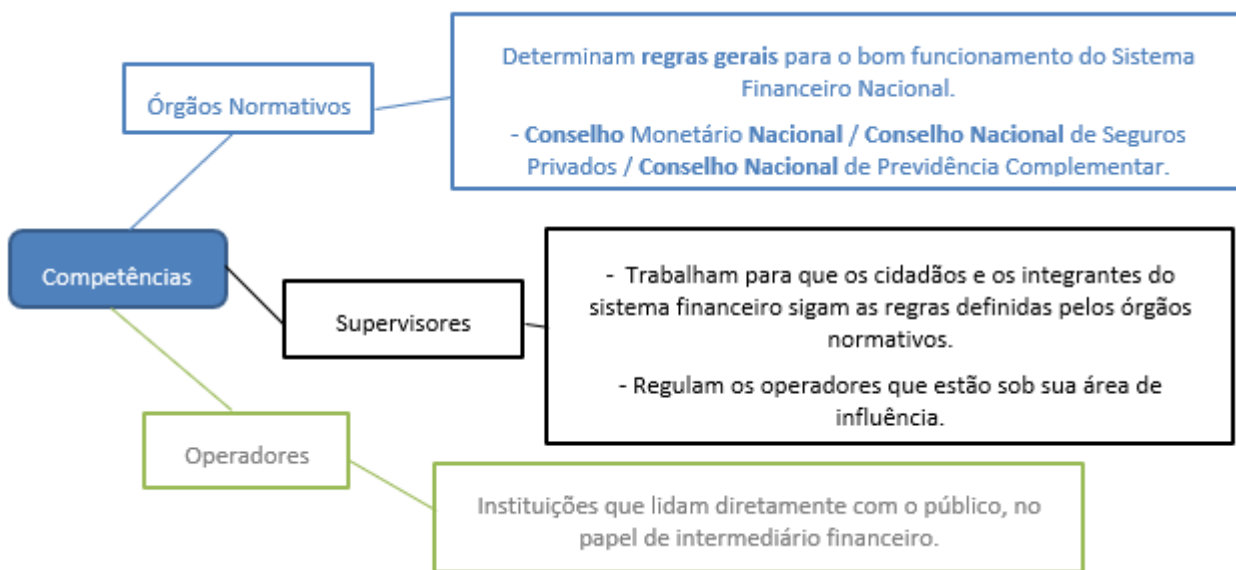 Determinam regras gerais para o bom funcionamento do Sistema
Financeiro Nacional.
- Conselho Monetário Nacional / Conselho Nacional de Seguros
Privados / Conselho Nacional de Previdência Complementar.
Órgãos Normativos
Competências
Supervisores
- Trabalham para que os cidadãos e os integrantes do
sistema financeiro sigam as regras definidas pelos órgãos
normativos.
- Regulam os operadores que estão sob sua área de
influência.
Operadores
Instituições que lidam diretamente com o público, no
papel de intermediário financeiro.